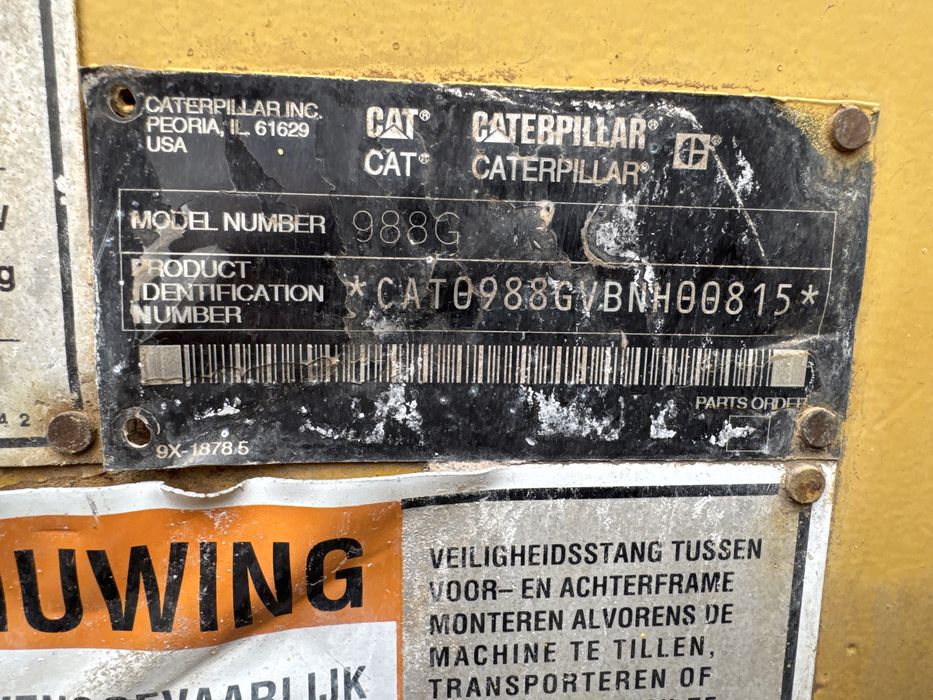 CATERPILLAR INC.
PEORIA, IL 61629
USA
CAT®
CAT®
CATERPILLAR®
CATERPILLAR®
MODEL NUMBER 988G
PRODUCT
IDENTIFICATION
NUMBER
*CAT0988GVBNH00815*
PARTS ORDER
9X-1878 5
g
A 2
VEILIGHEIDSSTANG TUSSEN
VOOR- EN ACHTERFRAME
MONTEREN ALVORENS DE
MACHINE TE TILLEN,
TRANSPORTEREN OF
UWING